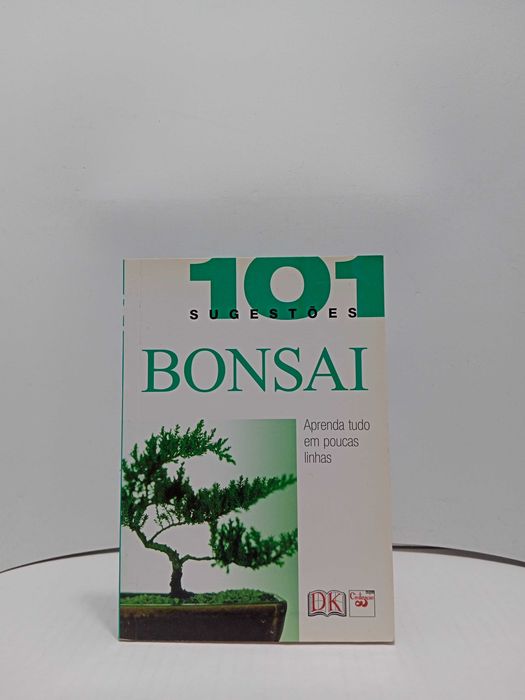 101
SUGESTÕES
BONSAI
Aprenda tudo
em poucas
linhas
DK